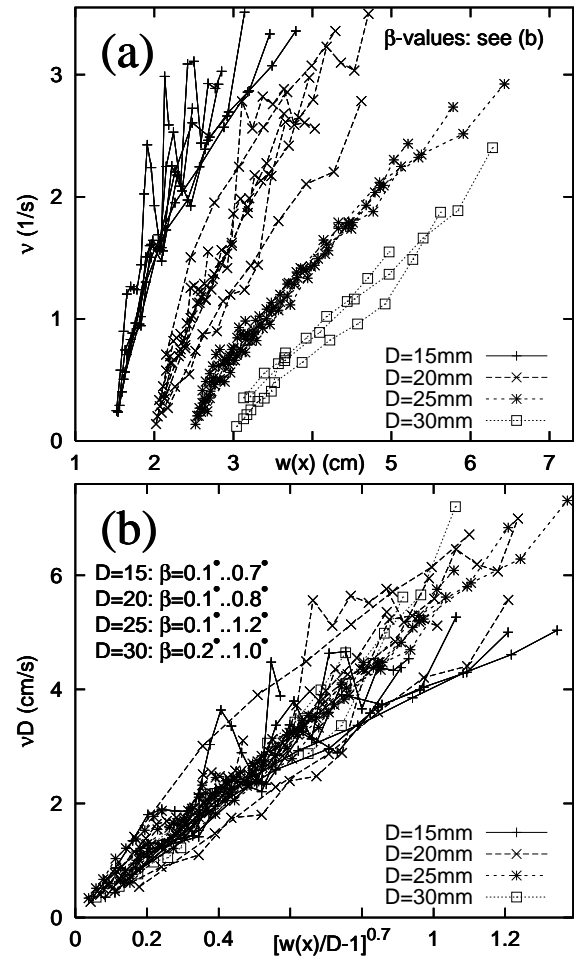 (a)
β-values: see (b)
3
2
1
0
ν (1/s)
D=15mm
D=20mm
D=25mm
D=30mm
1 2 3 4 5 6 7
w(x) (cm)
(b)
D=15: β=0.1°..0.7°
D=20: β=0.1°..0.8°
D=25: β=0.1°..1.2°
D=30: β=0.2°..1.0°
6
4
2
0
νD (cm/s)
D=15mm
D=20mm
D=25mm
D=30mm
0 0.2 0.4 0.6 0.8 1 1.2
[w(x)/D-1]^0.7